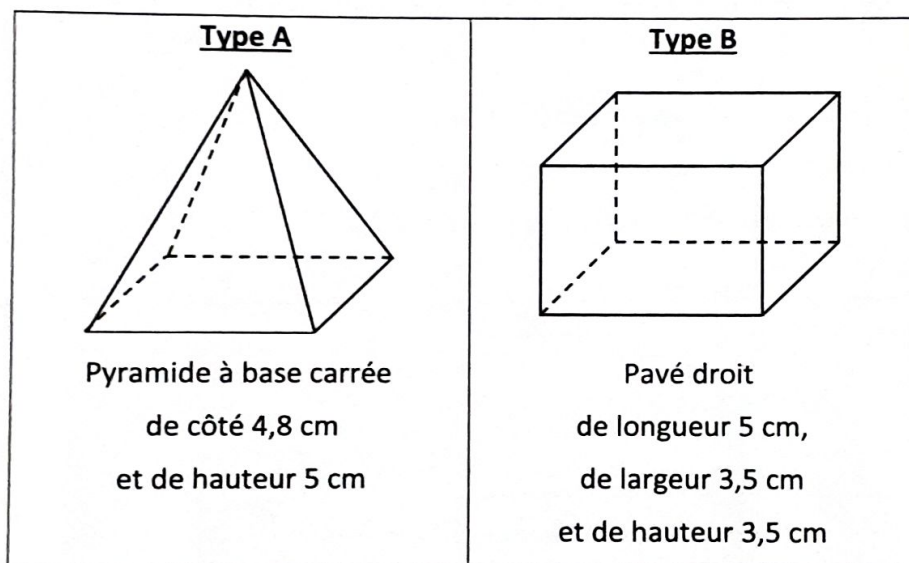 Type A
Pyramide à base carrée
de côté 4,8 cm
et de hauteur 5 cm
Type B
Pavé droit
de longueur 5 cm,
de largeur 3,5 cm
et de hauteur 3,5 cm